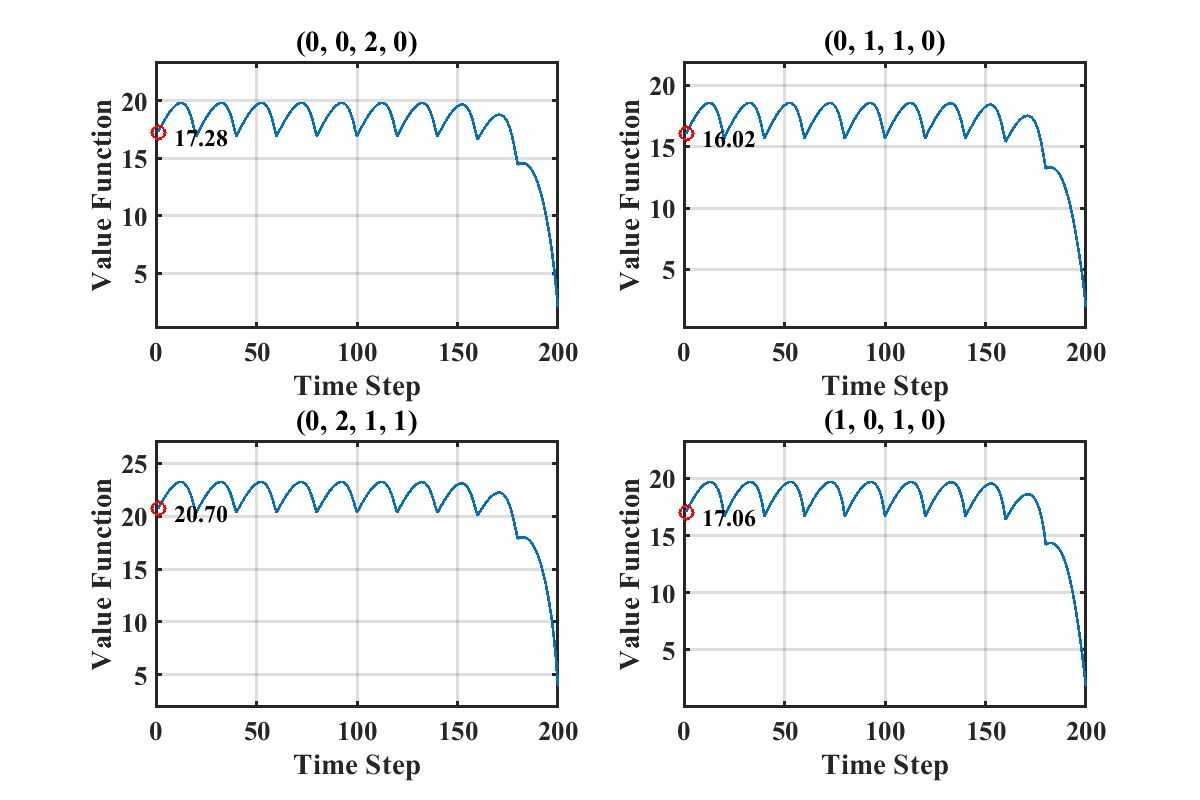 (0, 0, 2, 0)
20
15
10
5
17.28
Value Function
0 50 100 150 200
Time Step
(0, 1, 1, 0)
20
15
10
5
16.02
Value Function
0 50 100 150 200
Time Step
(0, 2, 1, 1)
25
20
15
10
5
20.70
Value Function
0 50 100 150 200
Time Step
(1, 0, 1, 0)
20
15
10
5
17.06
Value Function
0 50 100 150 200
Time Step